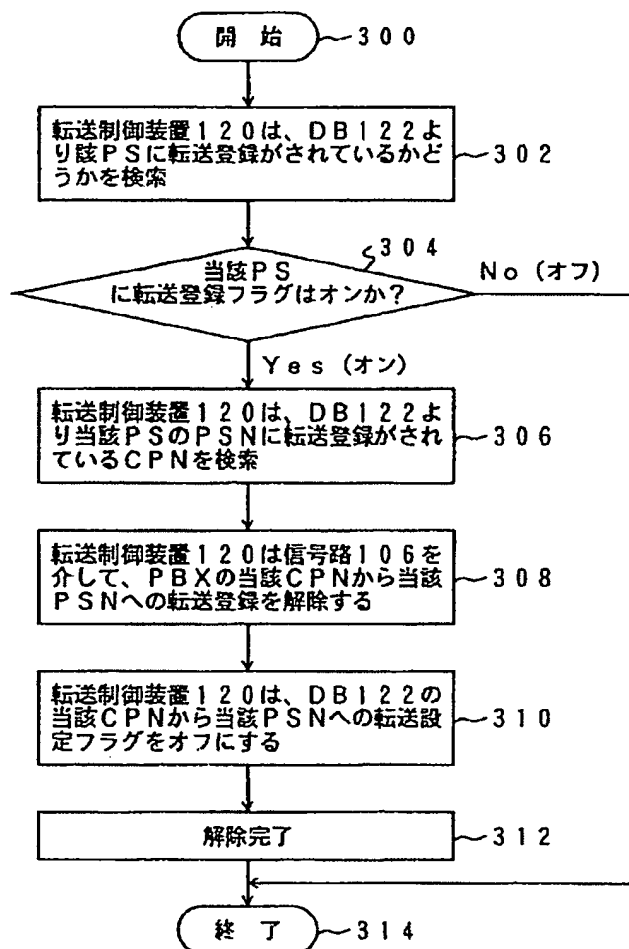 開 始
300
転送制御装置120は、DB122よ
り該PSに転送登録がされているかど
うかを検索
302
304
当該PS
に転送登録フラグはオンか？
No (オフ)
Yes (オン)
転送制御装置120は、DB122よ
り当該PSのPSNに転送登録がされ
ているCPNを検索
306
転送制御装置120は信号路106を
介して、PBXの当該CPNから当該
PSNへの転送登録を解除する
308
転送制御装置120は、DB122の
当該CPNから当該PSNへの転送設
定フラグをオフにする
310
解除完了
312
終 了
314